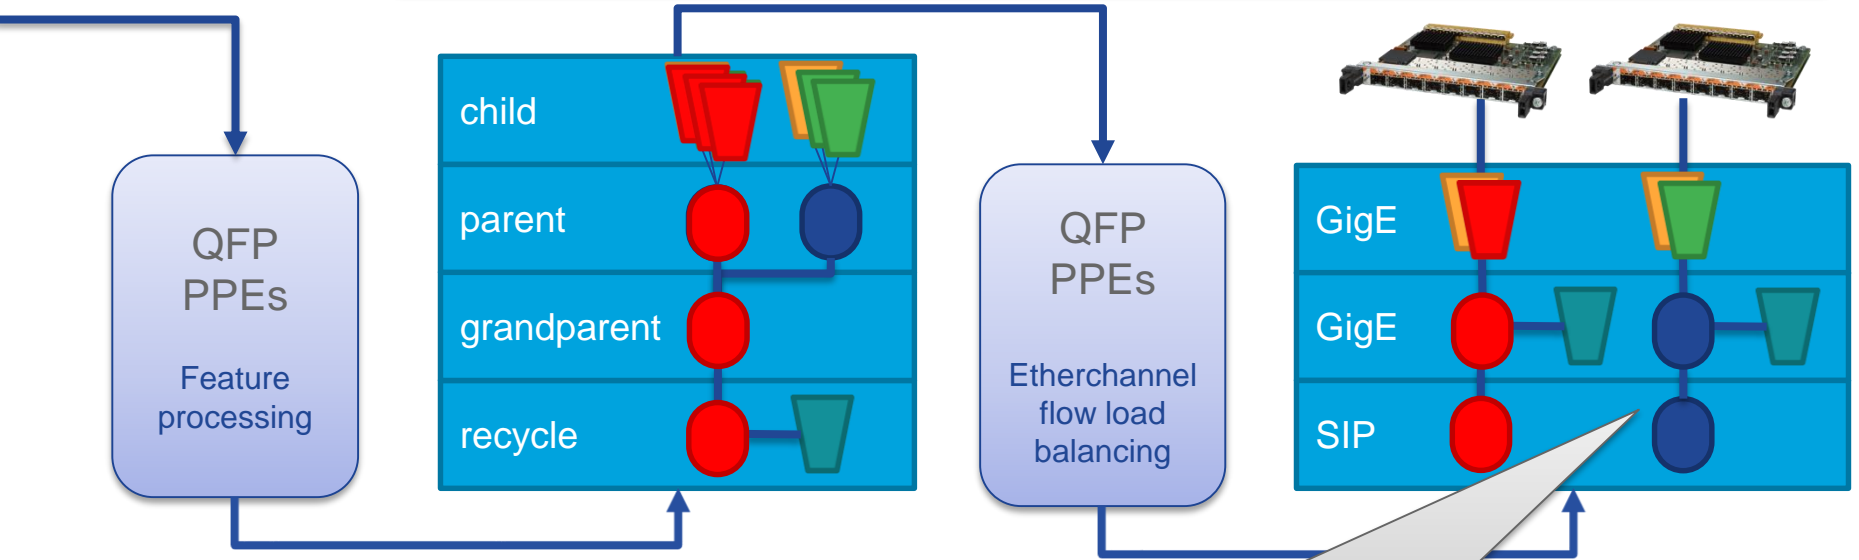 QFP
PPEs
Feature
processing
child
parent
grandparent
recycle
QFP
PPEs
Etherchannel
flow load
balancing
GigE
GigE
SIP